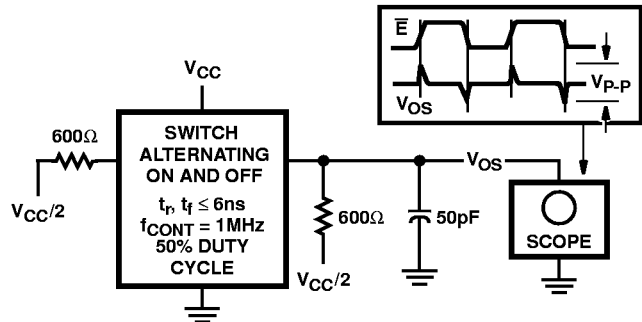 E̅
V_OS
V_P-P
V_CC
600Ω
V_CC/2
SWITCH
ALTERNATING
ON AND OFF
t_r, t_f ≤ 6ns
f_CONT = 1MHz
50% DUTY
CYCLE
600Ω
V_CC/2
50pF
V_OS
SCOPE